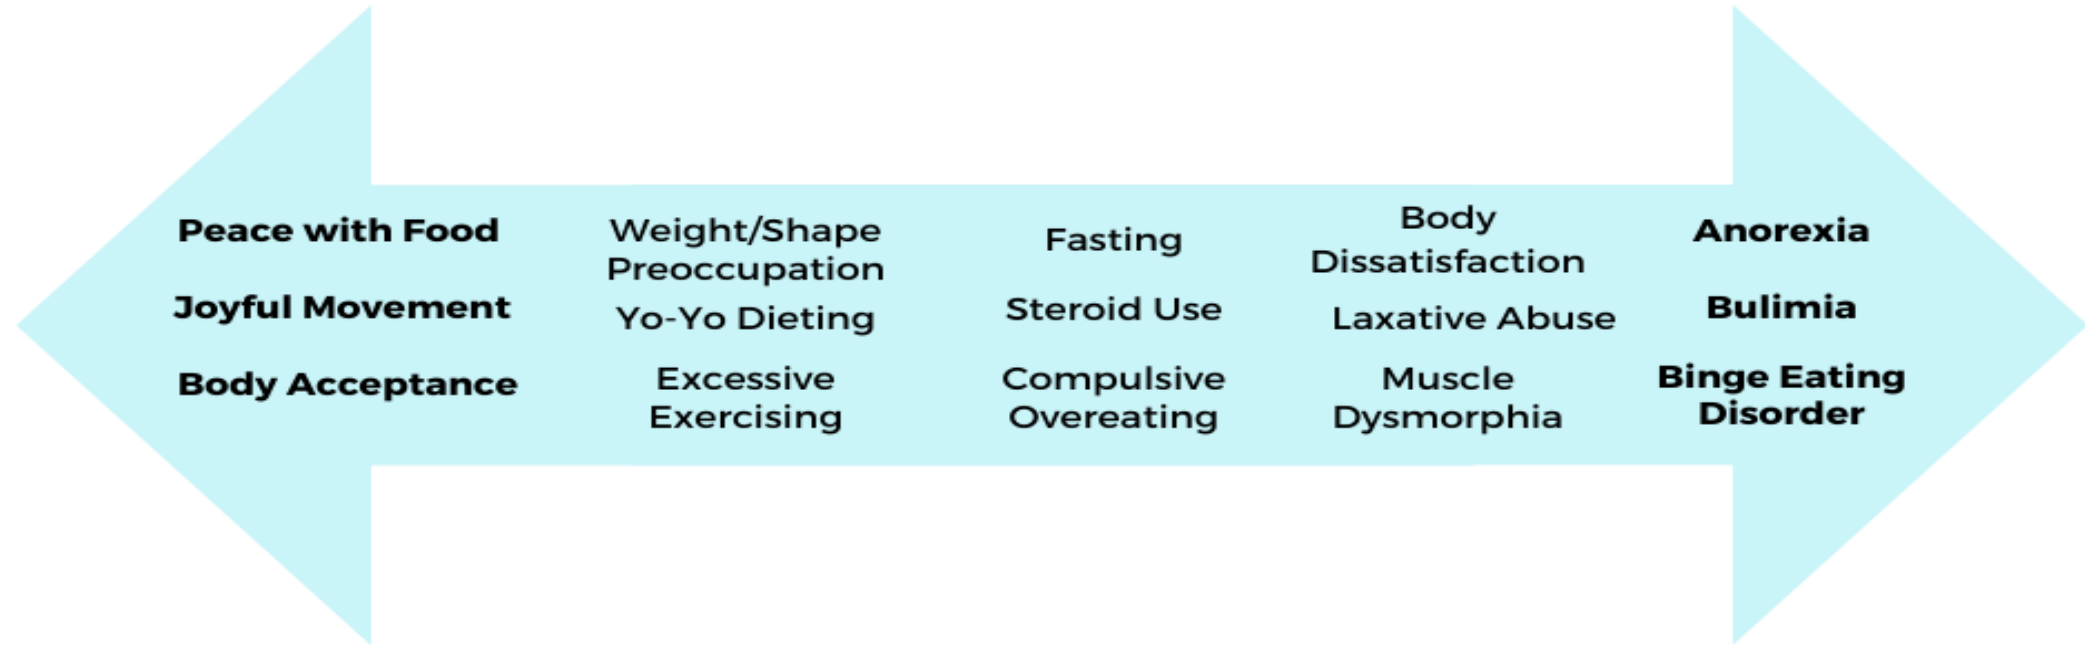 Peace with Food
Joyful Movement
Body Acceptance
Weight/Shape
Preoccupation
Yo-Yo Dieting
Excessive
Exercising
Fasting
Steroid Use
Compulsive
Overeating
Body
Dissatisfaction
Laxative Abuse
Muscle
Dysmorphia
Anorexia
Bulimia
Binge Eating
Disorder